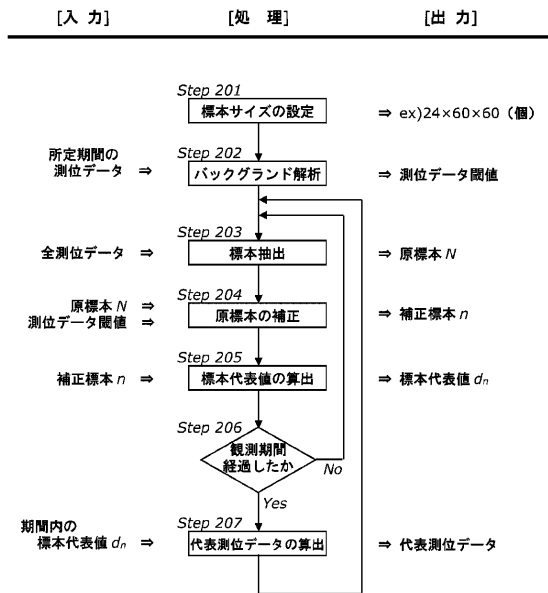 [入 力] [処 理] [出 力]
Step 201
標本サイズの設定 ⇒ ex)24×60×60（個）
所定期間の
測位データ ⇒
Step 202
バックグランド解析 ⇒ 測位データ閾値
Step 203
全測位データ ⇒ 標本抽出 ⇒ 原標本 N
Step 204
原標本 N ⇒
測位データ閾値 ⇒
原標本の補正 ⇒ 補正標本 n
Step 205
補正標本 n ⇒ 標本代表値の算出 ⇒ 標本代表値 dn
Step 206
観測期間
経過したか
No
Yes
Step 207
期間内の
標本代表値 dn ⇒ 代表測位データの算出 ⇒ 代表測位データ